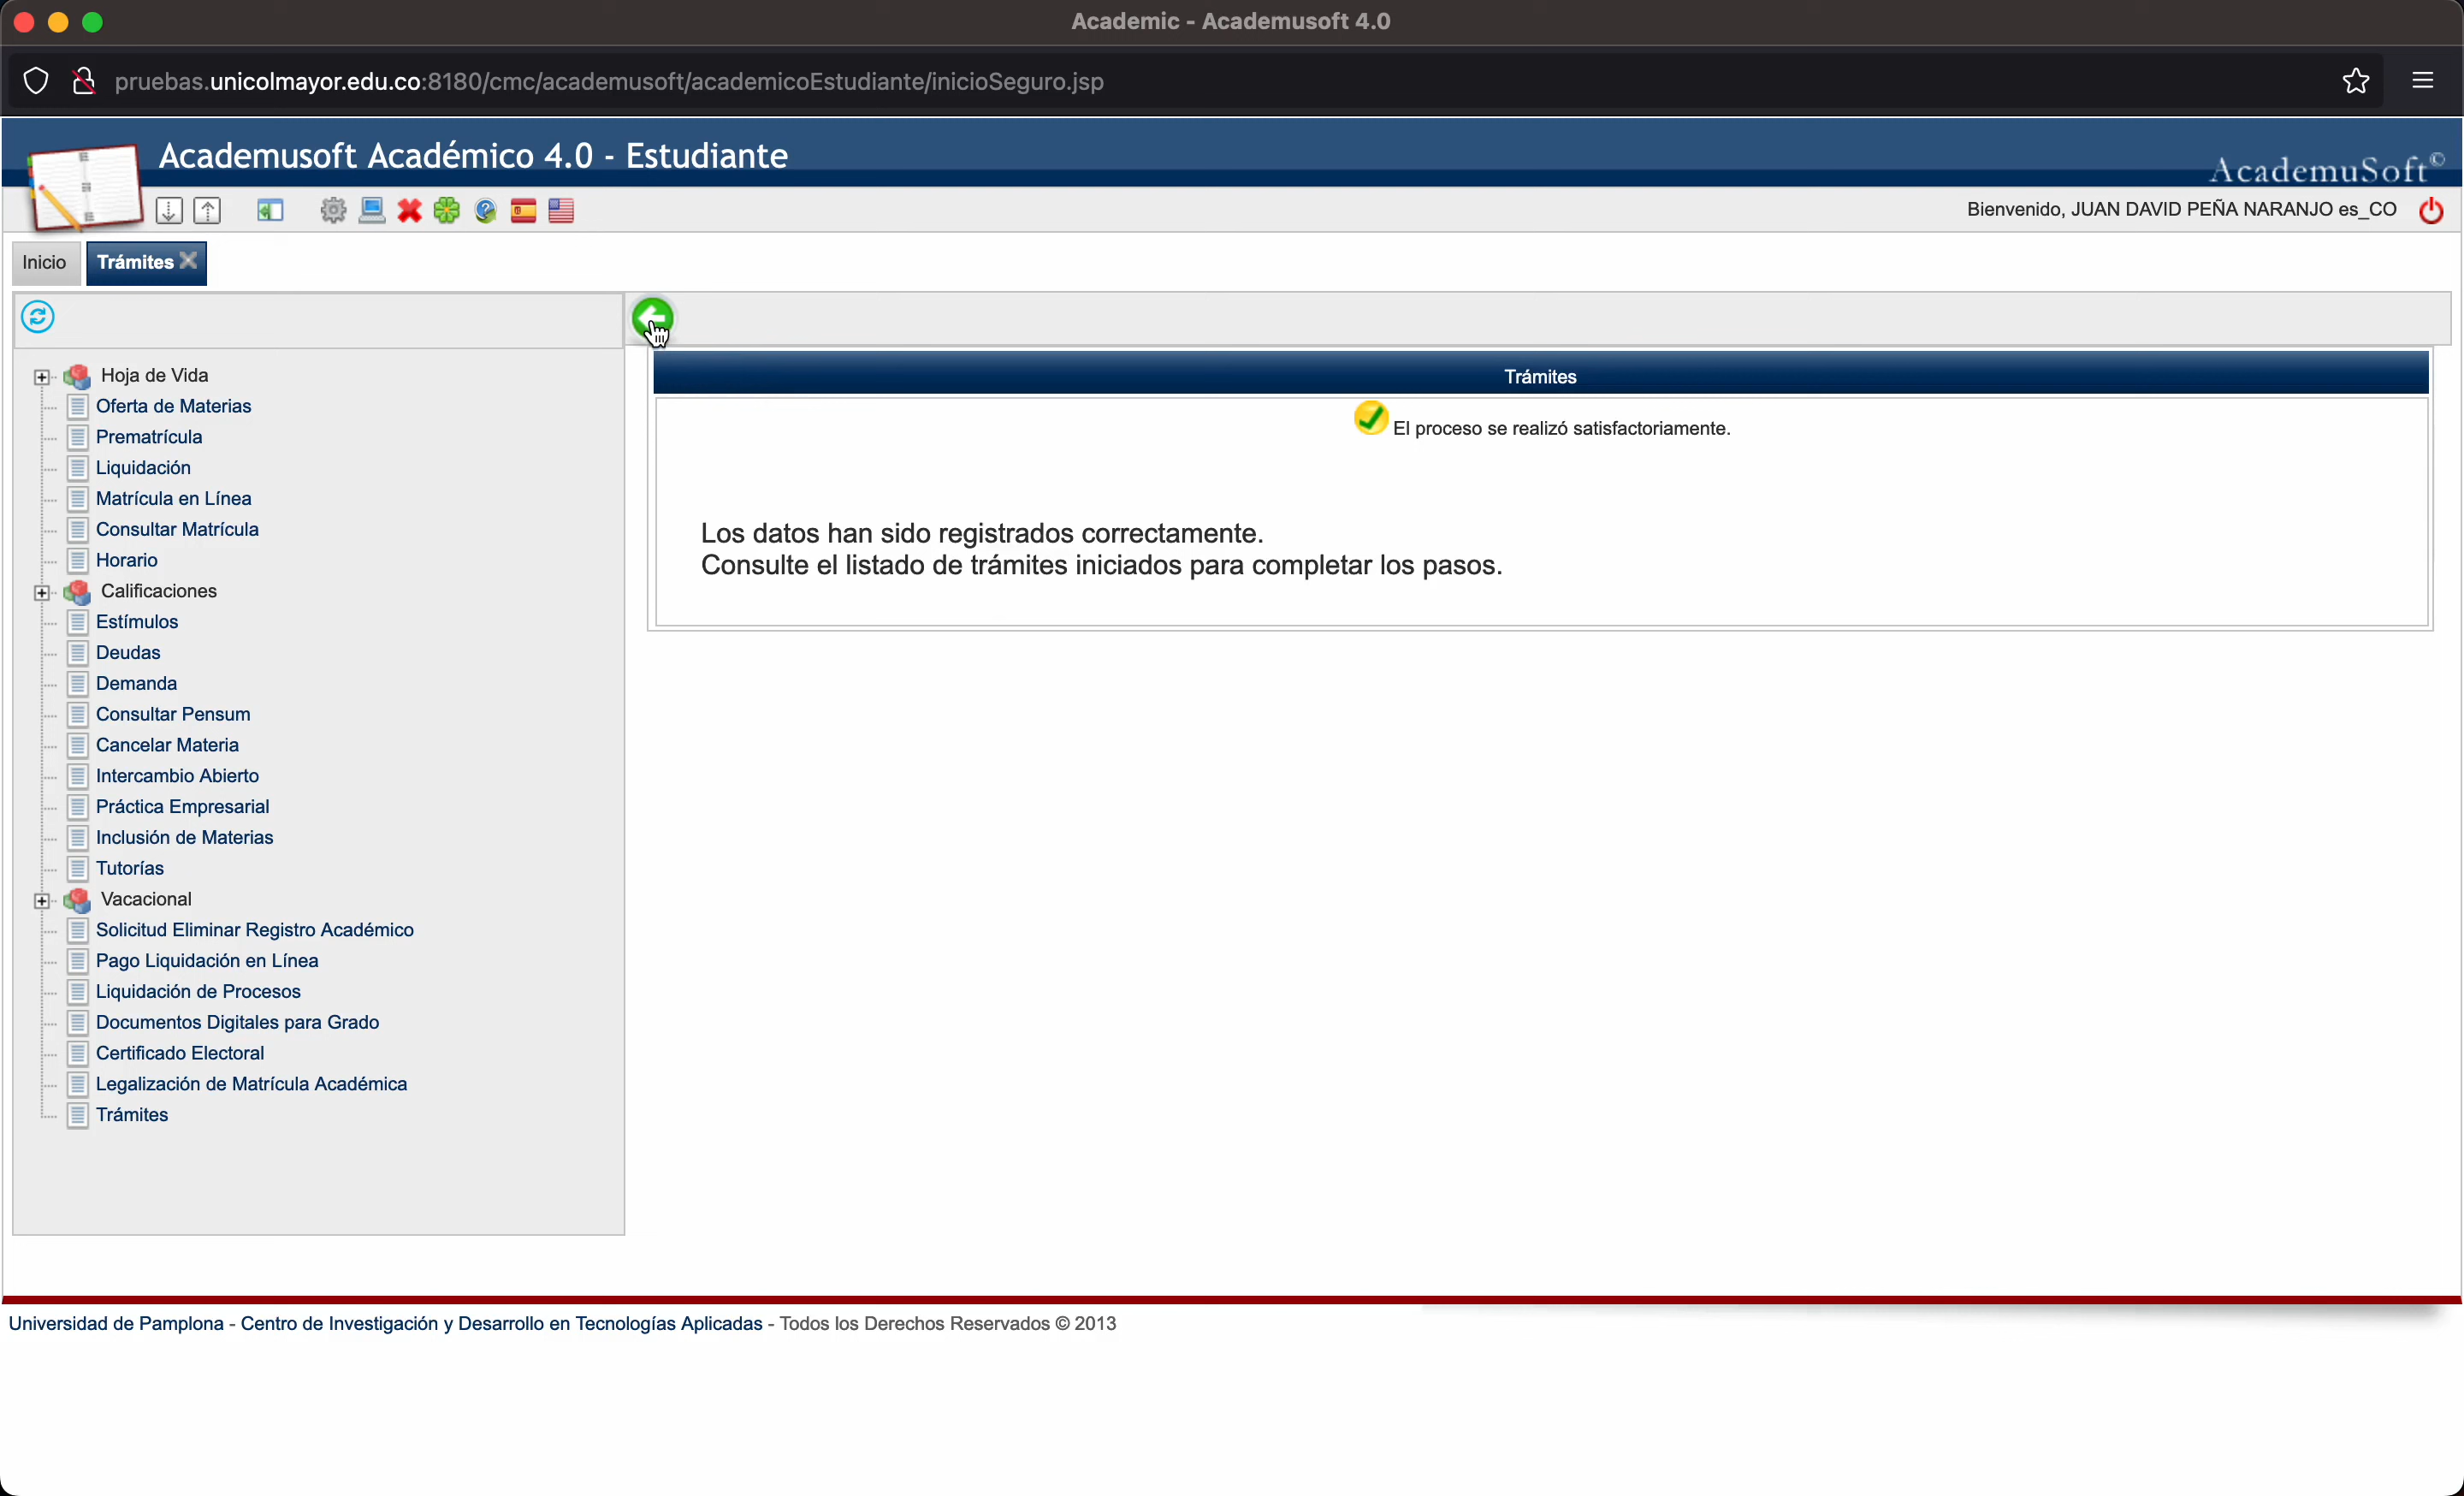 Academic - Academusoft 4.0
pruebas.unicolmayor.edu.co:8180/cmc/academusoft/academicoEstudiante/inicioSeguro.jsp
Academusoft Académico 4.0 - Estudiante
AcademuSoft©
Bienvenido, JUAN DAVID PEÑA NARANJO es_CO
Inicio
Trámites
Hoja de Vida
Oferta de Materias
Prematrícula
Liquidación
Matrícula en Línea
Consultar Matrícula
Horario
Calificaciones
Estímulos
Deudas
Demanda
Consultar Pensum
Cancelar Materia
Intercambio Abierto
Práctica Empresarial
Inclusión de Materias
Tutorías
Vacacional
Solicitud Eliminar Registro Académico
Pago Liquidación en Línea
Liquidación de Procesos
Documentos Digitales para Grado
Certificado Electoral
Legalización de Matrícula Académica
Trámites
Trámites
El proceso se realizó satisfactoriamente.
Los datos han sido registrados correctamente.
Consulte el listado de trámites iniciados para completar los pasos.
Universidad de Pamplona - Centro de Investigación y Desarrollo en Tecnologías Aplicadas - Todos los Derechos Reservados © 2013